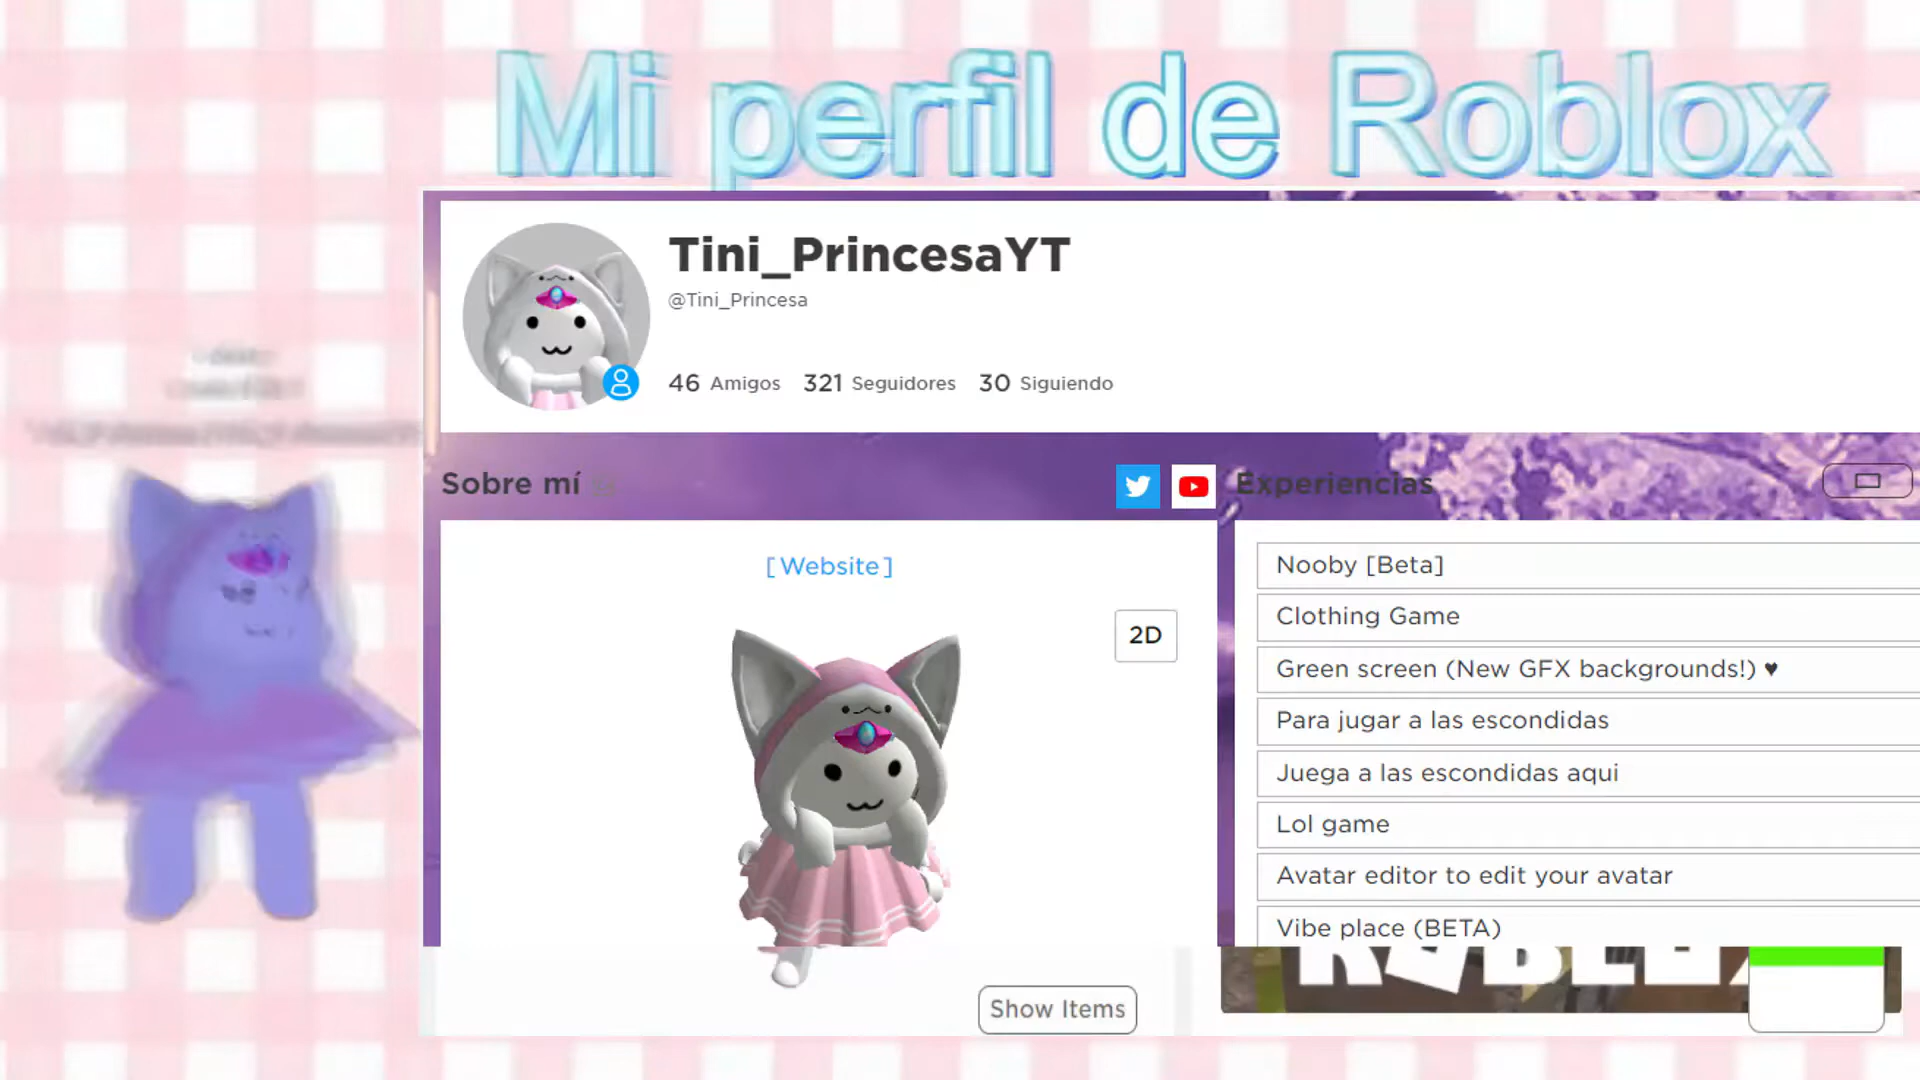 Mi perfil de Roblox
Tini_PrincesaYT
@Tini_Princesa
46 Amigos 321 Seguidores 30 Siguiendo
Sobre mí
Experiencias
[Website]
2D
Nooby [Beta]
Clothing Game
Green screen (New GFX backgrounds!) ♥
Para jugar a las escondidas
Juega a las escondidas aqui
Lol game
Avatar editor to edit your avatar
Vibe place (BETA)
Show Items